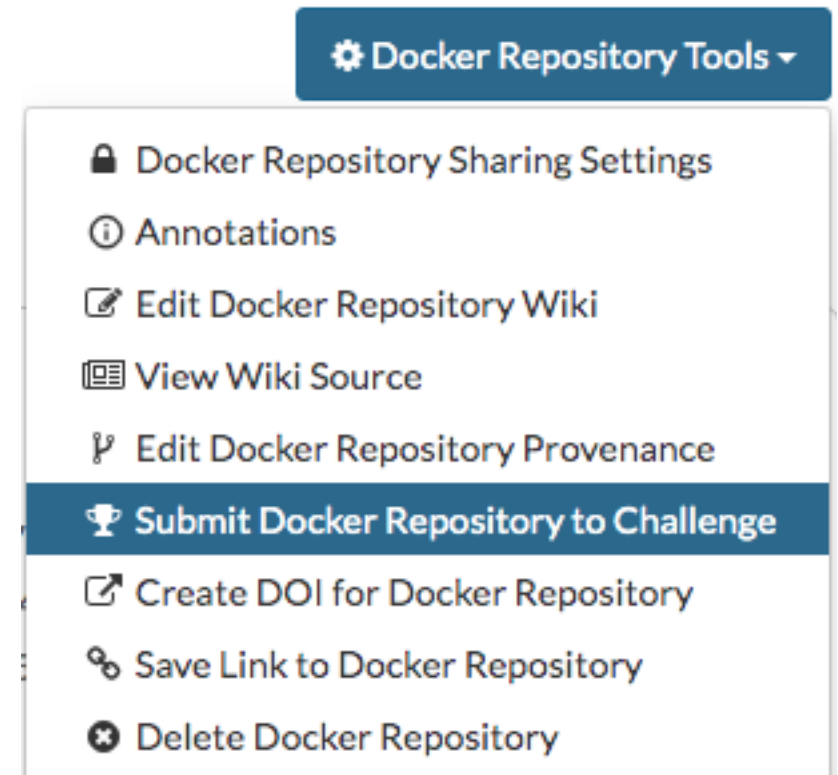 Docker Repository Tools
Docker Repository Sharing Settings
Annotations
Edit Docker Repository Wiki
View Wiki Source
Edit Docker Repository Provenance
Submit Docker Repository to Challenge
Create DOI for Docker Repository
Save Link to Docker Repository
Delete Docker Repository